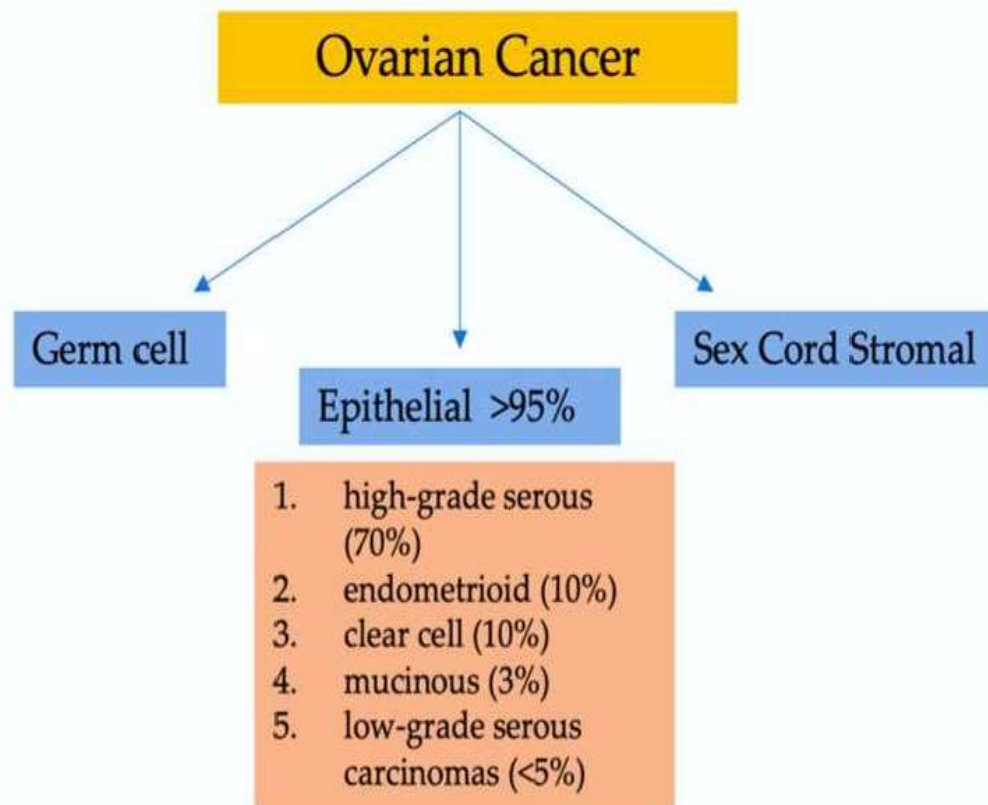 Ovarian Cancer
Germ cell
Epithelial >95%
Sex Cord Stromal
1. high-grade serous
(70%)
2. endometrioid (10%)
3. clear cell (10%)
4. mucinous (3%)
5. low-grade serous
carcinomas (<5%)